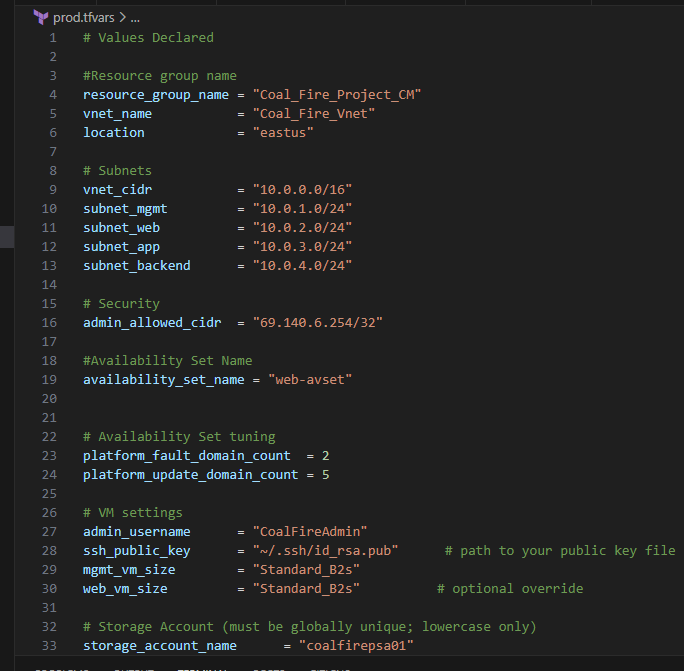 prod.tfvars > ...
1 # Values Declared
2
3 #Resource group name
4 resource_group_name = "Coal_Fire_Project_CM"
5 vnet_name = "Coal_Fire_Vnet"
6 location = "eastus"
7
8 # Subnets
9 vnet_cidr = "10.0.0.0/16"
10 subnet_mgmt = "10.0.1.0/24"
11 subnet_web = "10.0.2.0/24"
12 subnet_app = "10.0.3.0/24"
13 subnet_backend = "10.0.4.0/24"
14
15 # Security
16 admin_allowed_cidr = "69.140.6.254/32"
17
18 #Availability Set Name
19 availability_set_name = "web-avset"
20
21
22 # Availability Set tuning
23 platform_fault_domain_count = 2
24 platform_update_domain_count = 5
25
26 # VM settings
27 admin_username = "CoalFireAdmin"
28 ssh_public_key = "~/.ssh/id_rsa.pub" # path to your public key file
29 mgmt_vm_size = "Standard_B2s"
30 web_vm_size = "Standard_B2s" # optional override
31
32 # Storage Account (must be globally unique; lowercase only)
33 storage_account_name = "coalfirepsa01"